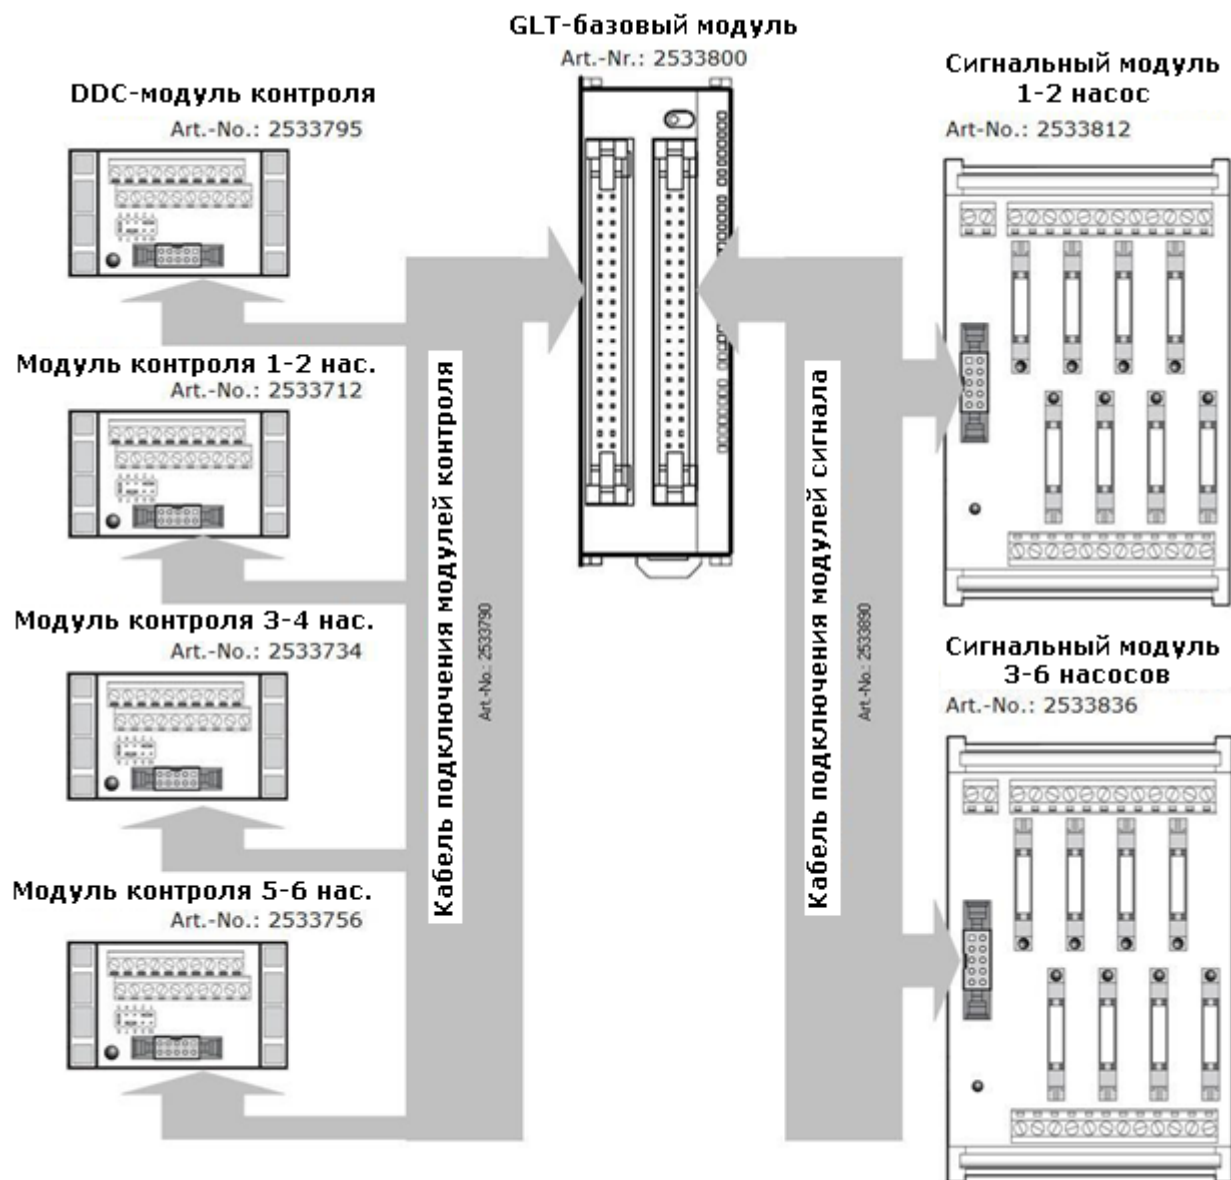 GLT-базовый модуль
Art.-Nr.: 2533800
DDC-модуль контроля
Art.-No.: 2533795
Модуль контроля 1-2 нас.
Art.-No.: 2533712
Модуль контроля 3-4 нас.
Art.-No.: 2533734
Модуль контроля 5-6 нас.
Art.-No.: 2533756
Кабель подключения модулей контроля
Art.-No.: 2533790
Кабель подключения модулей сигнала
Art.-No.: 2533890
Сигнальный модуль
1-2 насос
Art-No.: 2533812
Сигнальный модуль
3-6 насосов
Art.-No.: 2533836